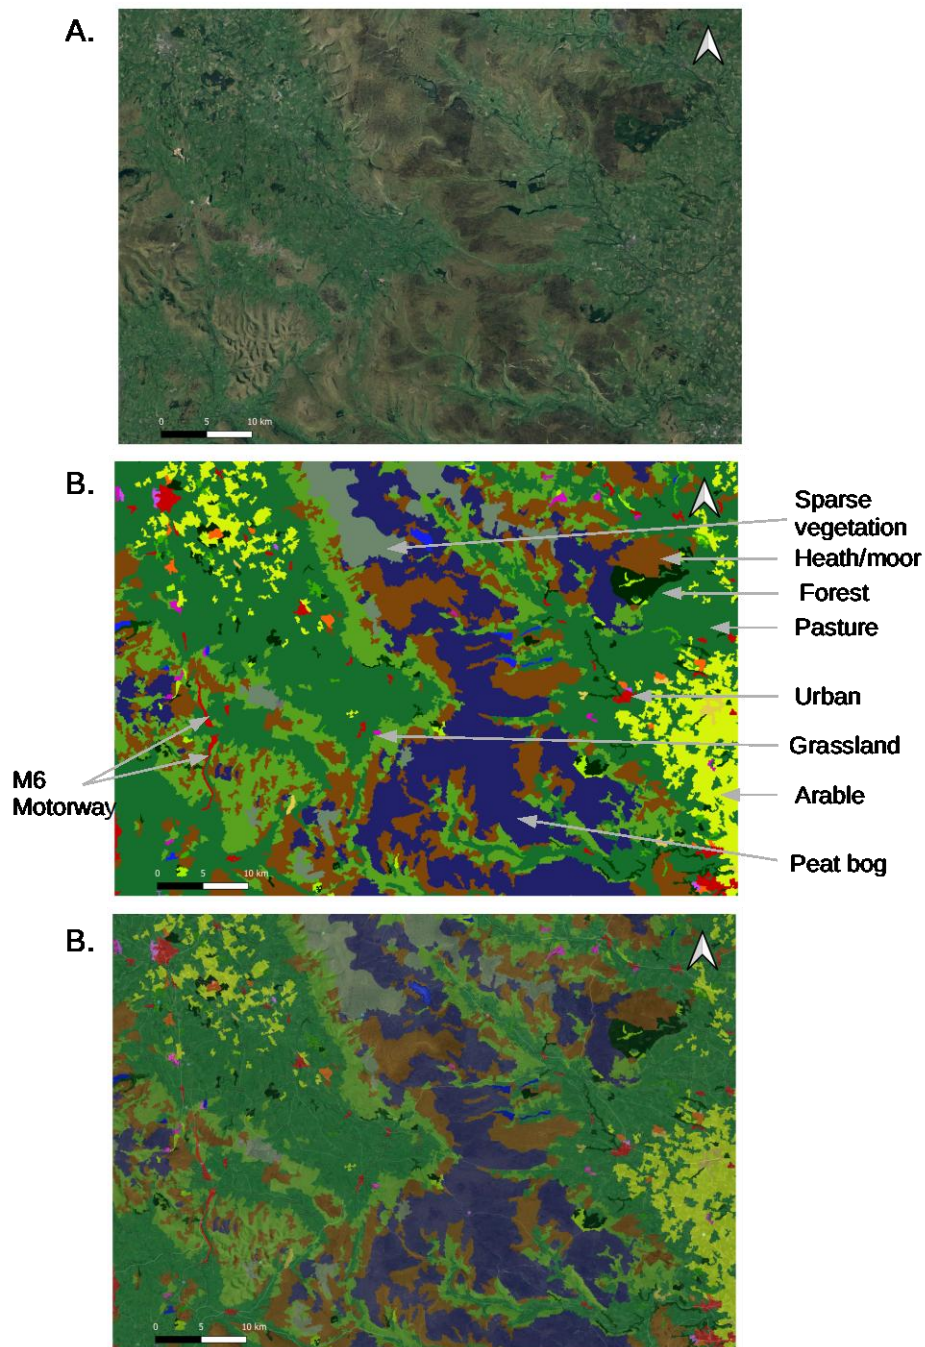 A.
0 5 10 km
B.
Sparse
vegetation
Heath/moor
Forest
Pasture
Urban
Grassland
Arable
Peat bog
M6
Motorway
0 5 10 km
B.
0 5 10 km